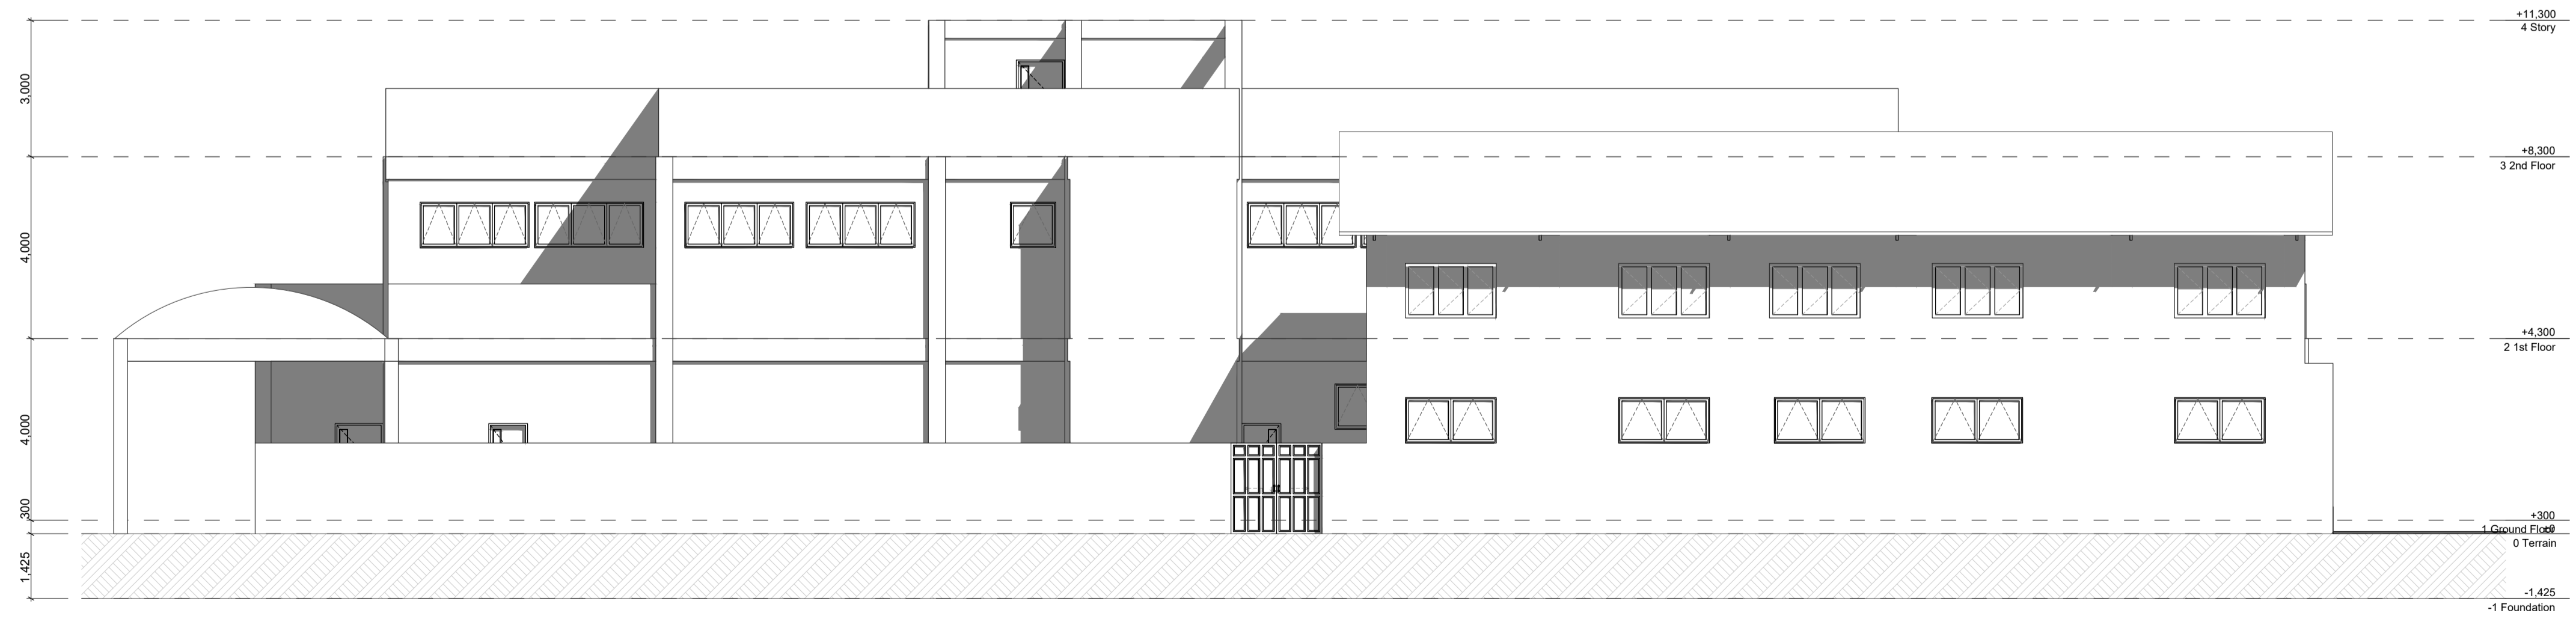 +11,300
4 Story
3,000
+8,300
3 2nd Floor
4,000
+4,300
2 1st Floor
4,000
300
+300
1 Ground Floor
±0
0 Terrain
1,425
-1,425
-1 Foundation